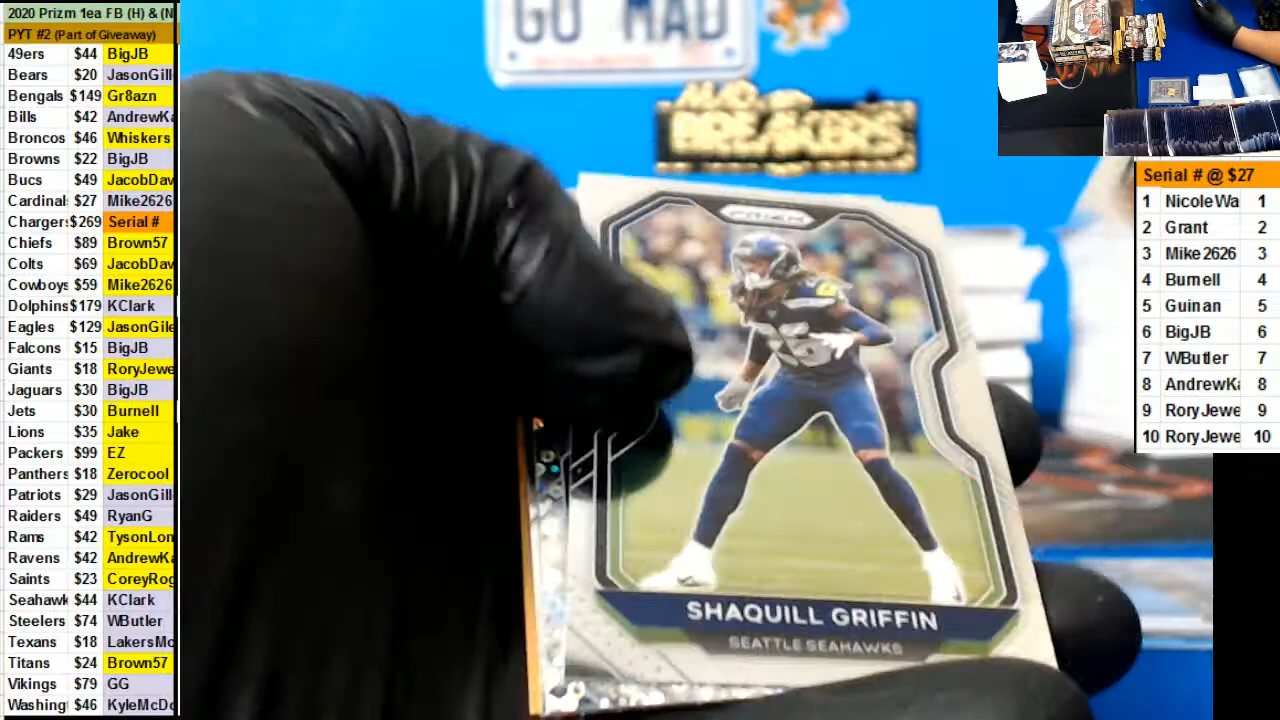 2020 Prizm 1ea FB (H) & (N
PYT #2 (Part of Giveaway)
49ers $44 BigJB
Bears $20 JasonGill
Bengals $149 Gr8azn
Bills $42 AndrewKa
Broncos $46 Whiskers
Browns $22 BigJB
Bucs $49 JacobDav
Cardinal $27 Mike2626
Charger $269 Serial #
Chiefs $89 Brown57
Colts $69 JacobDav
Cowboys $59 Mike2626
Dolphins $179 KClark
Eagles $129 JasonGile
Falcons $15 BigJB
Giants $18 RoryJewe
Jaguars $30 BigJB
Jets $30 Burnell
Lions $35 Jake
Packers $99 EZ
Panthers $18 Zerocool
Patriots $29 JasonGill
Raiders $49 RyanG
Rams $42 TysonLon
Ravens $42 AndrewKa
Saints $23 CoreyRog
Seahawk $44 KClark
Steelers $74 WButler
Texans $18 LakersMc
Titans $24 Brown57
Vikings $79 GG
Washing $46 KyleMcDo
GO MAD
BREAKERS
PRIZM
SHAQUILL GRIFFIN
SEATTLE SEAHAWKS
Serial # @ $27
1 NicoleWa 1
2 Grant 2
3 Mike2626 3
4 Burnell 4
5 Guinan 5
6 BigJB 6
7 WButler 7
8 AndrewKa 8
9 RoryJewe 9
10 RoryJewe 10